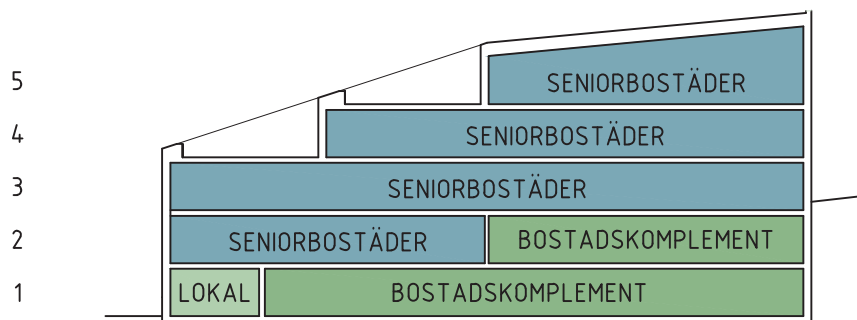 5 SENIORBOSTÄDER
4 SENIORBOSTÄDER
3 SENIORBOSTÄDER
2 SENIORBOSTÄDER BOSTADSKOMPLEMENT
1 LOKAL BOSTADSKOMPLEMENT